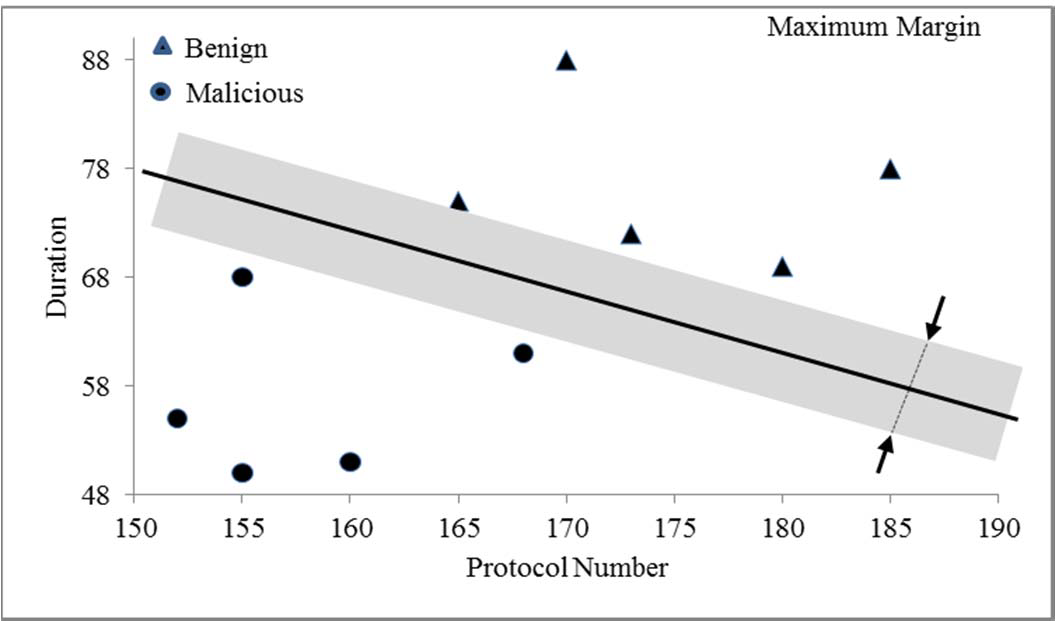 Maximum Margin
Benign
Malicious
88
78
68
58
48
Duration
150 155 160 165 170 175 180 185 190
Protocol Number